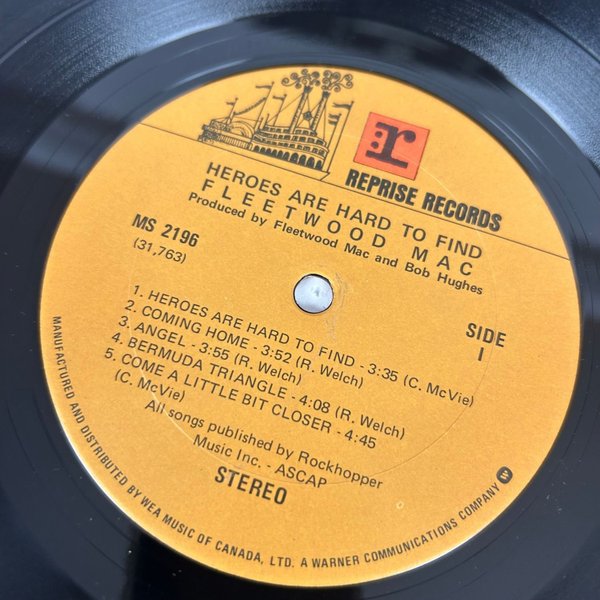 r
REPRISE RECORDS
HEROES ARE HARD TO FIND
FLEETWOOD MAC
Produced by Fleetwood Mac and Bob Hughes
MS 2196
(31,763)
SIDE
I
1. HEROES ARE HARD TO FIND - 3:35 (C. McVie)
2. COMING HOME - 3:52 (R. Welch)
3. ANGEL - 3:55 (R. Welch)
4. BERMUDA TRIANGLE - 4:08 (R. Welch)
5. COME A LITTLE BIT CLOSER - 4:45
(C. McVie)
All songs published by Rockhopper
Music Inc. - ASCAP
STEREO
MANUFACTURED AND DISTRIBUTED BY WEA MUSIC OF CANADA, LTD. A WARNER COMMUNICATIONS COMPANY W